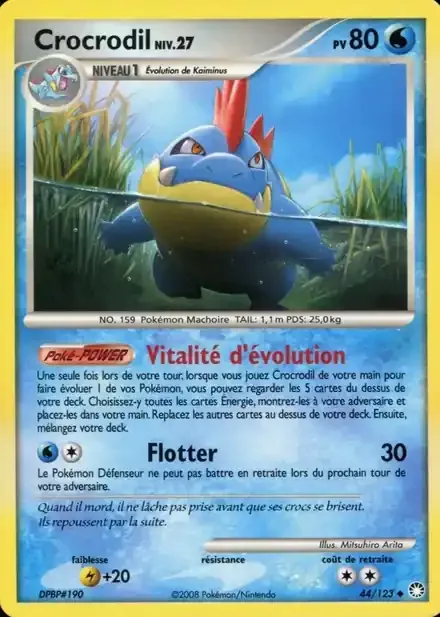 Crocrodil NIV.27 PV 80
NIVEAU 1 Évolution de Kaiminus
NO. 159 Pokémon Machoire TAIL: 1,1 m PDS: 25,0 kg
Poké-POWER Vitalité d'évolution
Une seule fois lors de votre tour, lorsque vous jouez Crocrodil de votre main pour
faire évoluer 1 de vos Pokémon, vous pouvez regarder les 5 cartes du dessus de
votre deck. Choisissez-y toutes les cartes Énergie, montrez-les à votre adversaire et
placez-les dans votre main. Replacez les autres cartes au dessus de votre deck. Ensuite,
mélangez votre deck.
Flotter 30
Le Pokémon Défenseur ne peut pas battre en retraite lors du prochain tour de
votre adversaire.
Quand il mord, il ne lâche pas prise avant que ses crocs se brisent.
Ils repoussent par la suite.
Illus. Mitsuhiro Arita
faiblesse résistance coût de retraite
+20
DPBP#190 ©2008 Pokémon/Nintendo 44/123